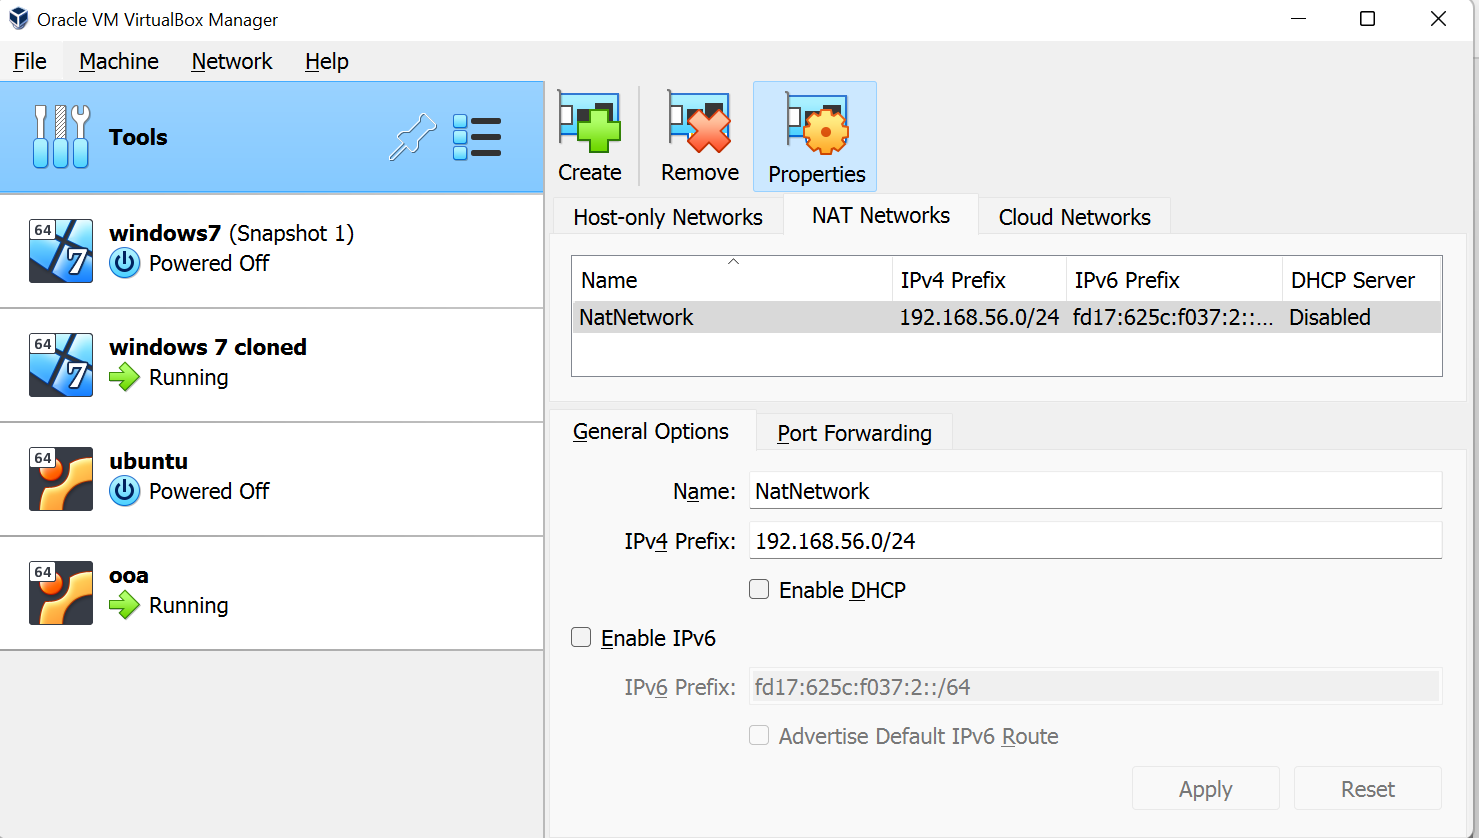 Oracle VM VirtualBox Manager
File Machine Network Help
Tools
Create Remove Properties
64 windows7 (Snapshot 1)
7 Powered Off
64 windows 7 cloned
7 Running
64 ubuntu
Powered Off
64 ooa
Running
Host-only Networks NAT Networks Cloud Networks
Name IPv4 Prefix IPv6 Prefix DHCP Server
NatNetwork 192.168.56.0/24 fd17:625c:f037:2::... Disabled
General Options Port Forwarding
Name: NatNetwork
IPv4 Prefix: 192.168.56.0/24
Enable DHCP
Enable IPv6
IPv6 Prefix: fd17:625c:f037:2::/64
Advertise Default IPv6 Route
Apply Reset